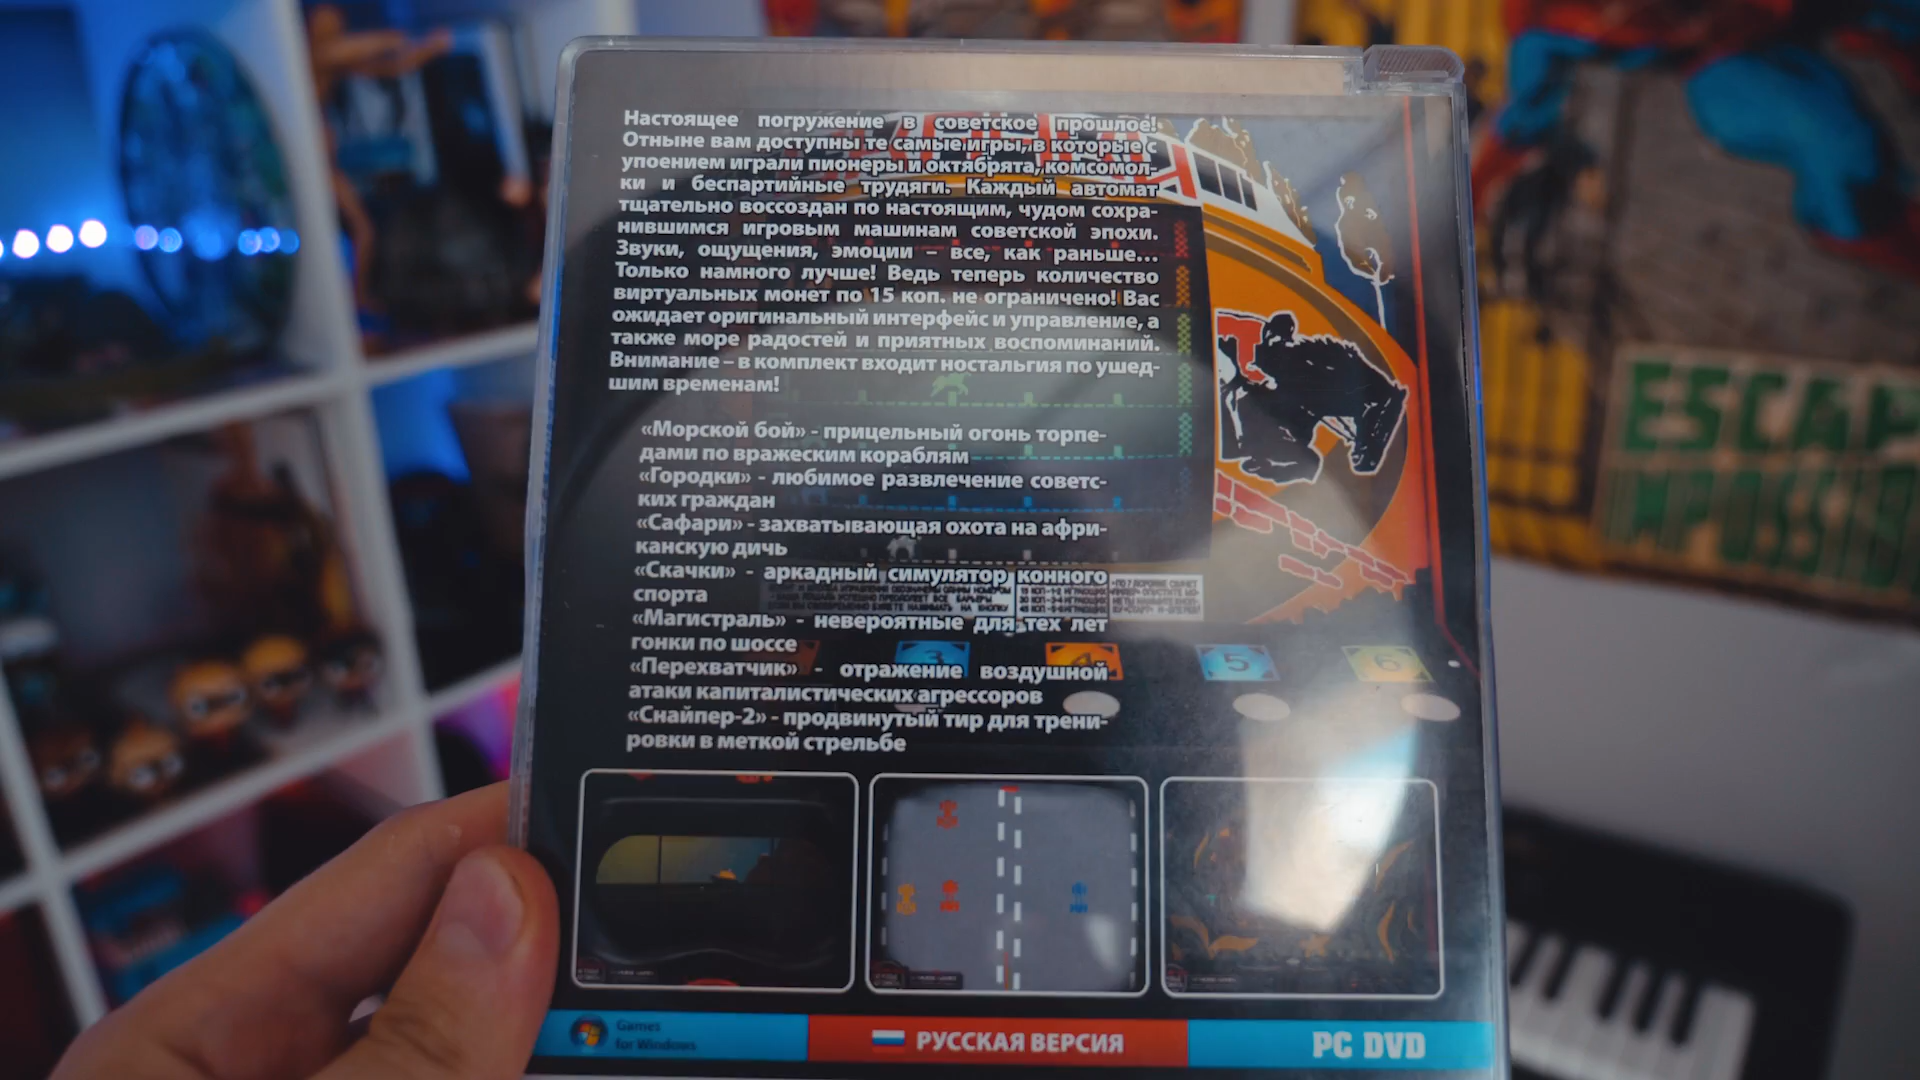 Настоящее погружение в советское прошлое!
Отныне вам доступны те самые игры, в которые с
упоением играли пионеры и октябрята, комсомол-
ки и беспартийные трудяги. Каждый автомат
тщательно воссоздан по настоящим, чудом сохра-
нившимся игровым машинам советской эпохи.
Звуки, ощущения, эмоции – все, как раньше...
Только намного лучше! Ведь теперь количество
виртуальных монет по 15 коп. не ограничено! Вас
ожидает оригинальный интерфейс и управление, а
также море радостей и приятных воспоминаний.
Внимание – в комплект входит ностальгия по ушед-
шим временам!
«Морской бой» - прицельный огонь торпе-
дами по вражеским кораблям
«Городки» - любимое развлечение советс-
ких граждан
«Сафари» - захватывающая охота на афри-
канскую дичь
«Скачки» - аркадный симулятор конного
спорта
«Магистраль» - невероятные для тех лет
гонки по шоссе
«Перехватчик» - отражение воздушной
атаки капиталистических агрессоров
«Снайпер-2» - продвинутый тир для трени-
ровки в меткой стрельбе
3 4 5 6
Games
for Windows
РУССКАЯ ВЕРСИЯ
PC DVD
ESCAPE
IMPOSSIB